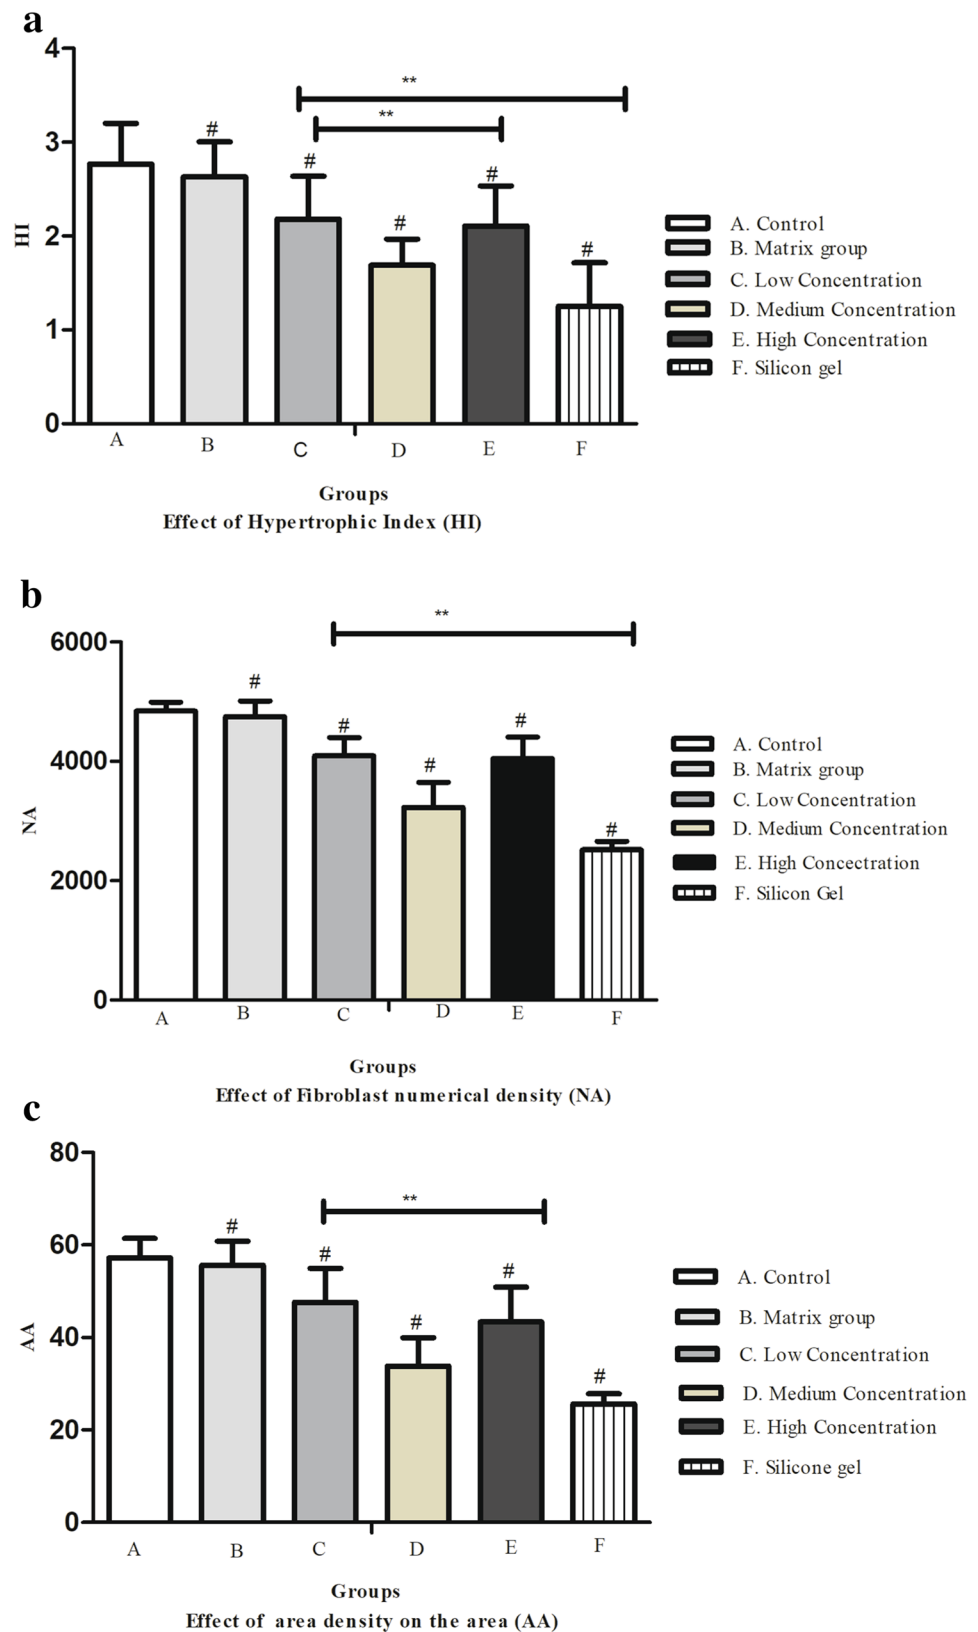 a
4
3
2
1
0
HI
**
**
#
#
#
#
#
A
B
C
D
E
F
Groups
Effect of Hypertrophic Index (HI)
A. Control
B. Matrix group
C. Low Concentration
D. Medium Concentration
E. High Concentration
F. Silicon gel
b
6000
4000
2000
0
NA
**
#
#
#
#
#
A
B
C
D
E
F
Groups
Effect of Fibroblast numerical density (NA)
A. Control
B. Matrix group
C. Low Concentration
D. Medium Concentration
E. High Concectration
F. Silicon Gel
c
80
60
40
20
0
AA
**
#
#
#
#
#
A
B
C
D
E
F
Groups
Effect of area density on the area (AA)
A. Control
B. Matrix group
C. Low Concentration
D. Medium Concentration
E. High Concentration
F. Silicone gel